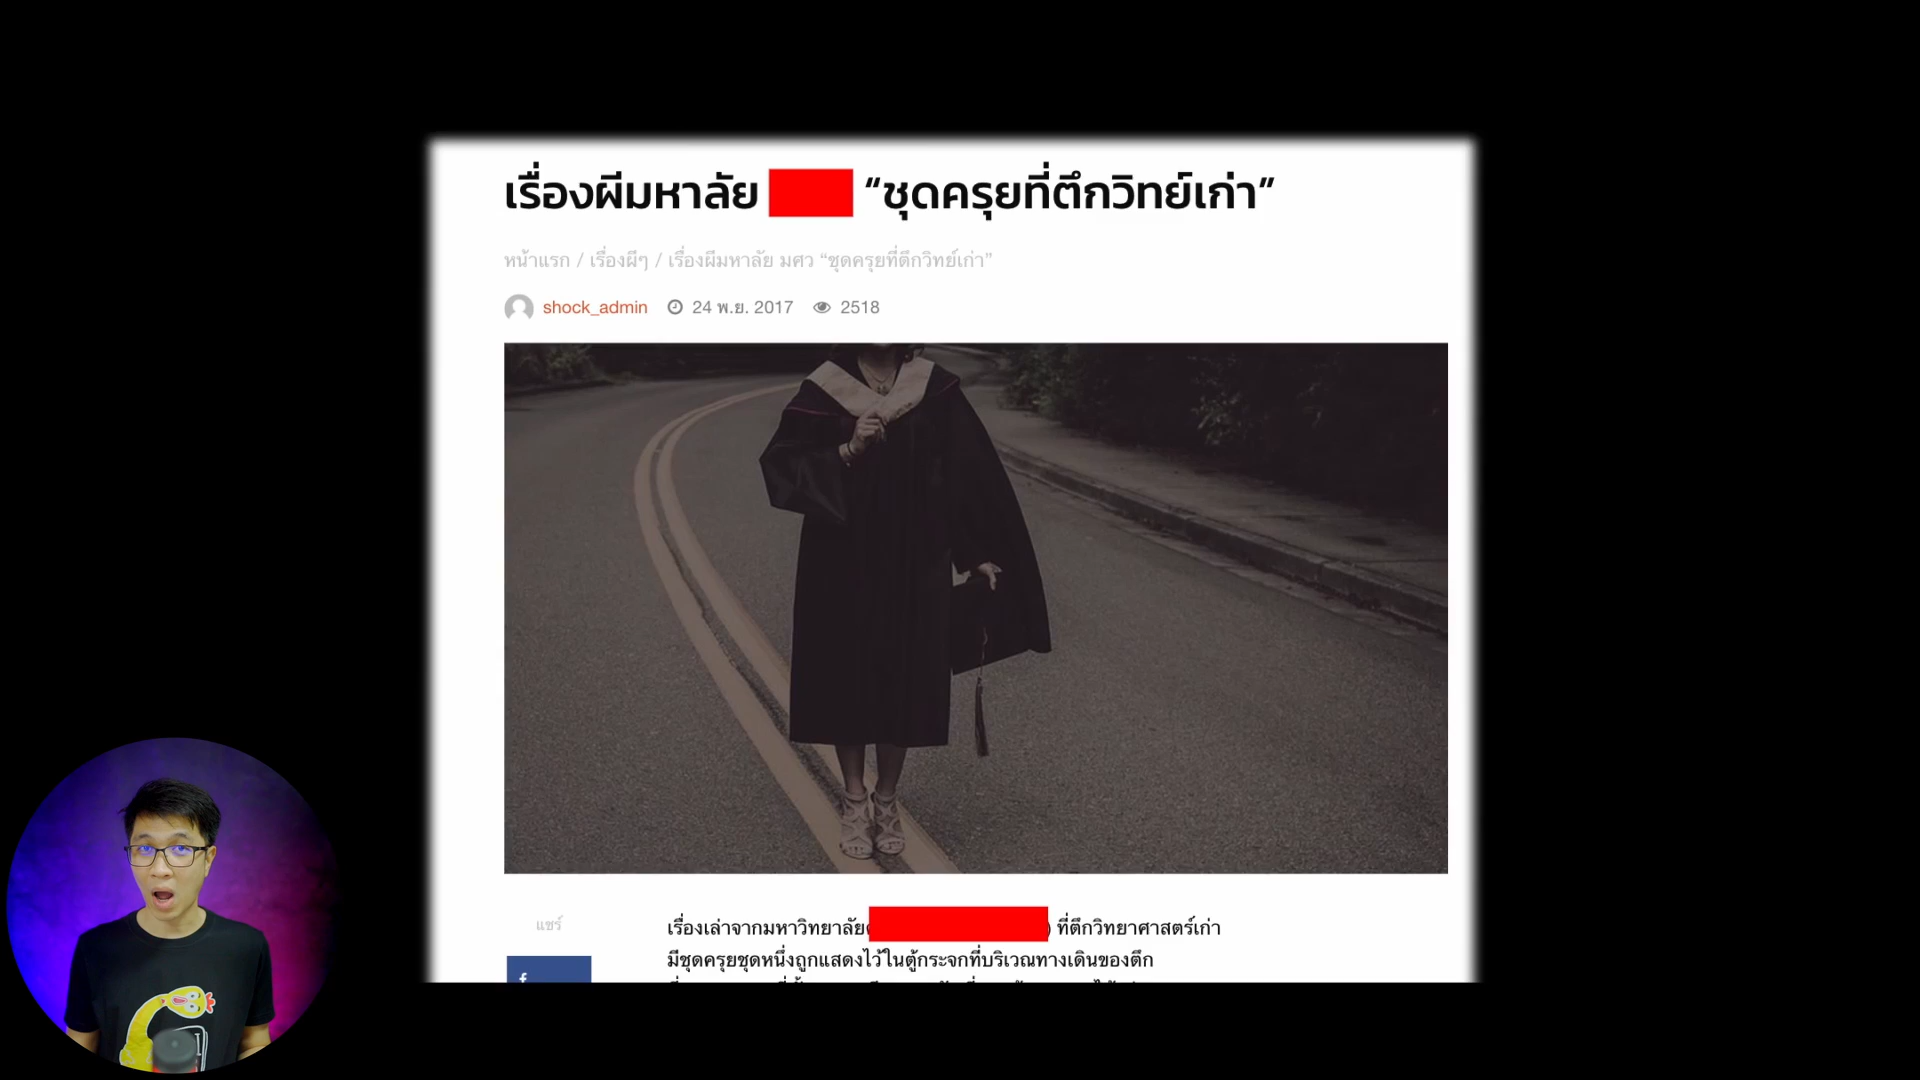 เรื่องผีมหาลัย “ชุดครุยที่ตึกวิทย์เก่า”
หน้าแรก / เรื่องผีๆ / เรื่องผีมหาลัย มศว “ชุดครุยที่ตึกวิทย์เก่า”
shock_admin 24 พ.ย. 2017 2518
แชร์
เรื่องเล่าจากมหาวิทยาลัย ) ที่ตึกวิทยาศาสตร์เก่า
มีชุดครุยชุดหนึ่งถูกแสดงไว้ในตู้กระจกที่บริเวณทางเดินของตึก
f